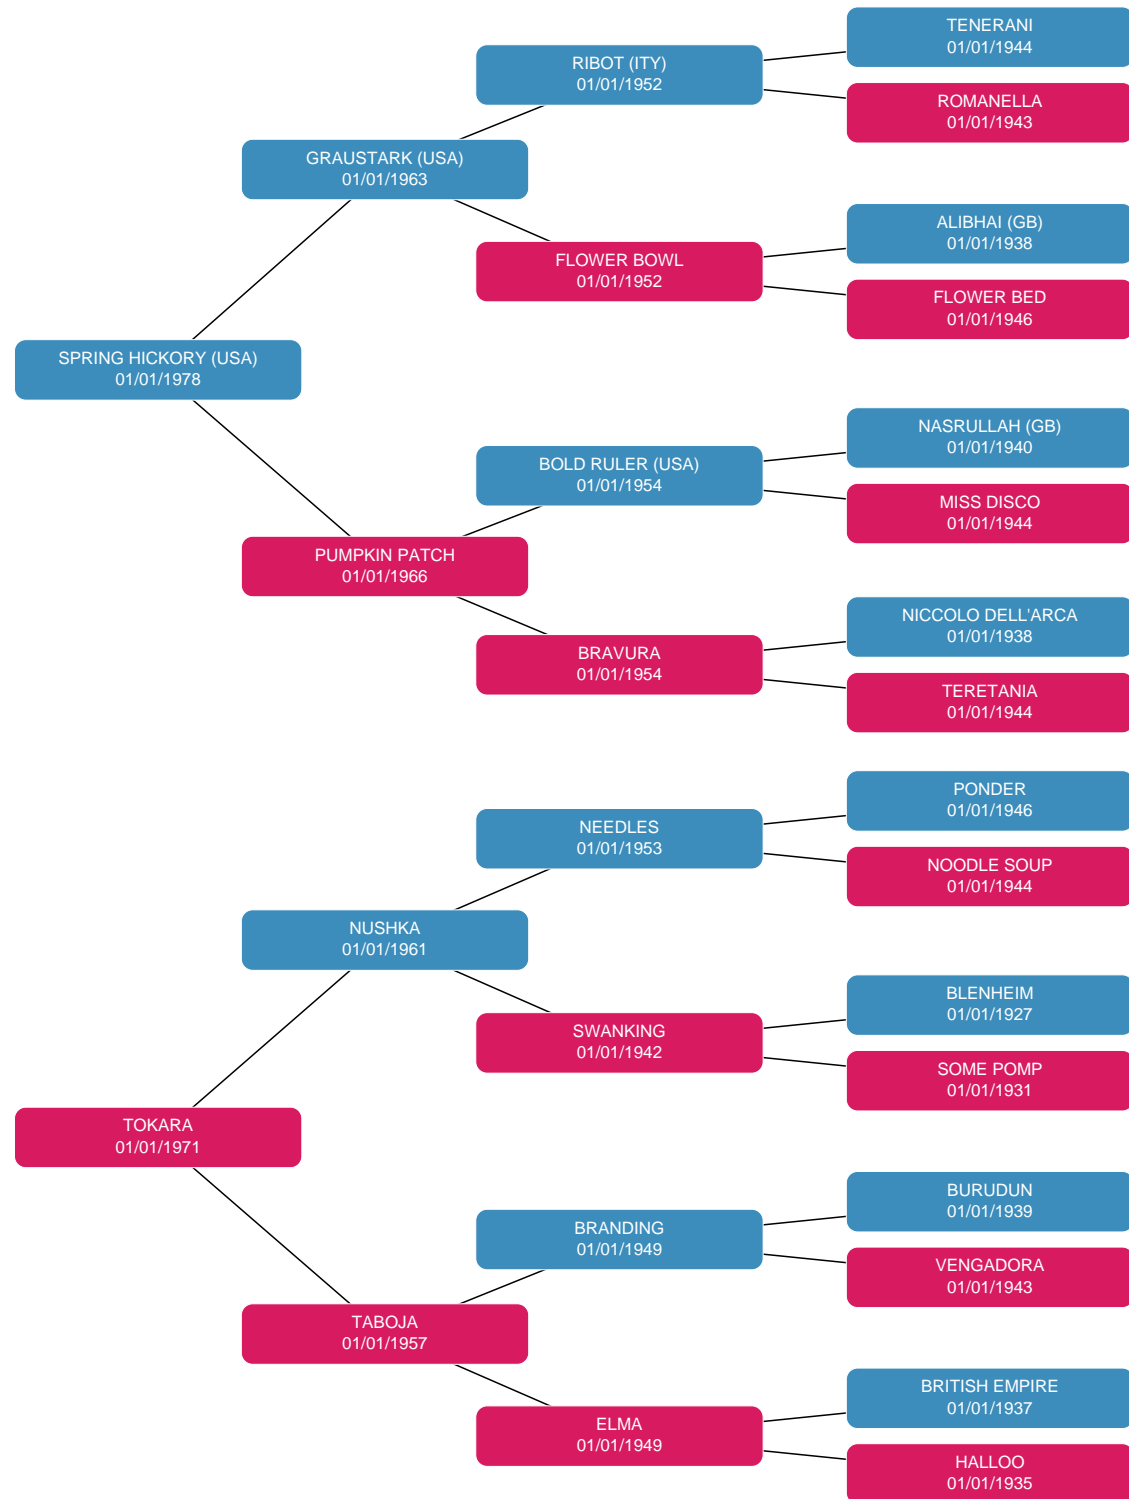 TENERANI
01/01/1944
RIBOT (ITY)
01/01/1952
ROMANELLA
01/01/1943
GRAUSTARK (USA)
01/01/1963
ALIBHAI (GB)
01/01/1938
FLOWER BOWL
01/01/1952
FLOWER BED
01/01/1946
SPRING HICKORY (USA)
01/01/1978
NASRULLAH (GB)
01/01/1940
BOLD RULER (USA)
01/01/1954
MISS DISCO
01/01/1944
PUMPKIN PATCH
01/01/1966
NICCOLO DELL'ARCA
01/01/1938
BRAVURA
01/01/1954
TERETANIA
01/01/1944
PONDER
01/01/1946
NEEDLES
01/01/1953
NOODLE SOUP
01/01/1944
NUSHKA
01/01/1961
BLENHEIM
01/01/1927
SWANKING
01/01/1942
SOME POMP
01/01/1931
TOKARA
01/01/1971
BURUDUN
01/01/1939
BRANDING
01/01/1949
VENGADORA
01/01/1943
TABOJA
01/01/1957
BRITISH EMPIRE
01/01/1937
ELMA
01/01/1949
HALLOO
01/01/1935